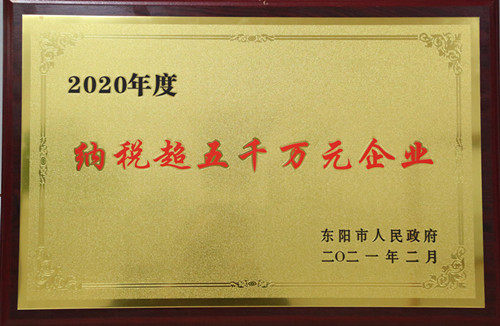 2020年度
纳税超五千万元企业
东阳市人民政府
二〇二一年二月